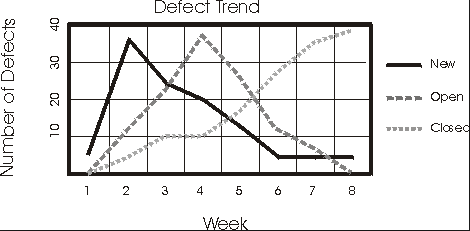 Defect Trend
Number of Defects
40
30
20
10
1 2 3 4 5 6 7 8
Week
New
Open
Closed